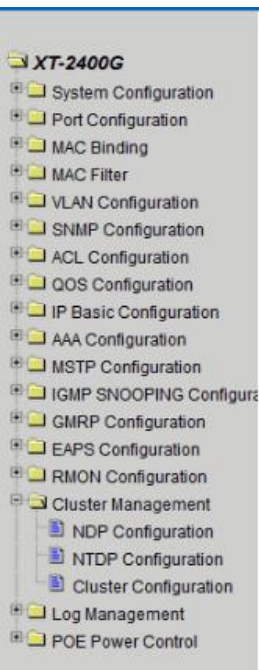 XT-2400G
System Configuration
Port Configuration
MAC Binding
MAC Filter
VLAN Configuration
SNMP Configuration
ACL Configuration
QOS Configuration
IP Basic Configuration
AAA Configuration
MSTP Configuration
IGMP SNOOPING Configura
GMRP Configuration
EAPS Configuration
RMON Configuration
Cluster Management
NDP Configuration
NTDP Configuration
Cluster Configuration
Log Management
POE Power Control